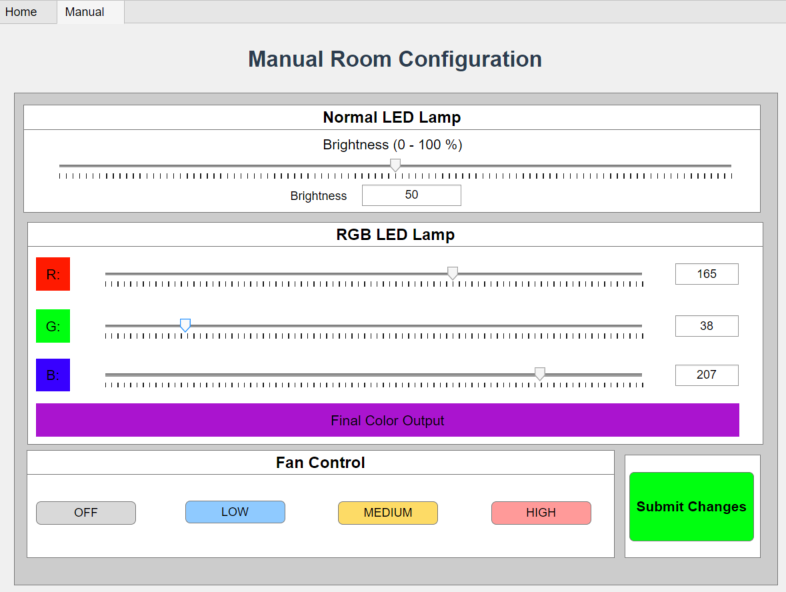 Home Manual
Manual Room Configuration
Normal LED Lamp
Brightness (0 - 100 %)
Brightness 50
RGB LED Lamp
R: 165
G: 38
B: 207
Final Color Output
Fan Control
OFF LOW MEDIUM HIGH
Submit Changes